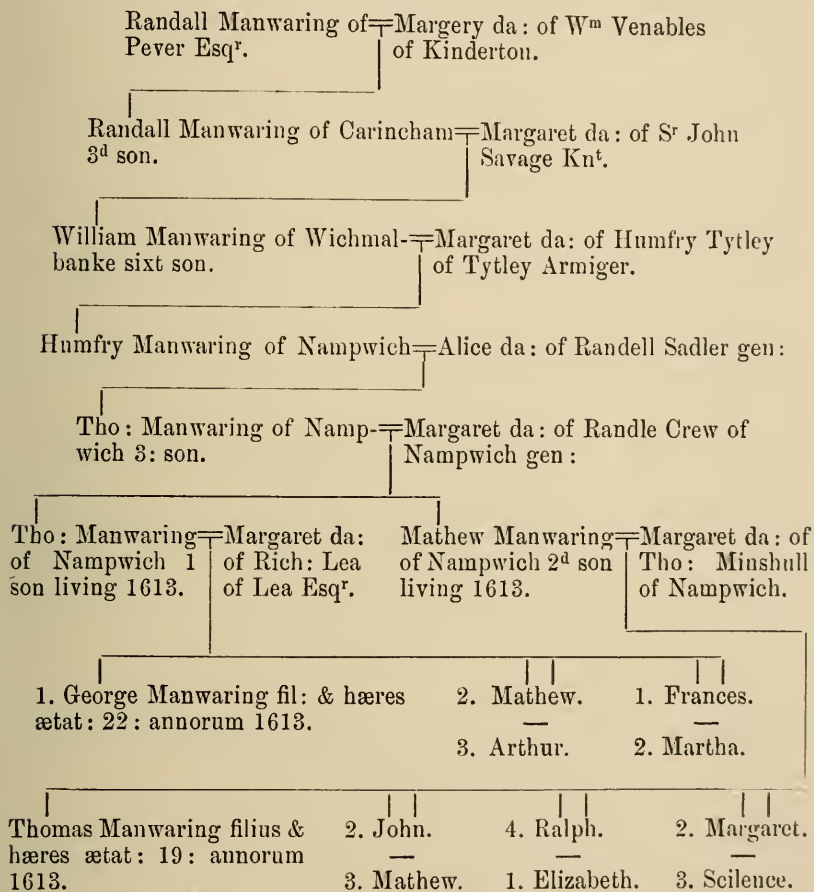 Randall Manwaring of Margery da: of Wᵐ Venables
Pever Esqʳ. of Kinderton.
Randall Manwaring of Carincham Margaret da: of Sʳ John
3ᵈ son. Savage Knᵗ.
William Manwaring of Wichmal- Margaret da: of Humfry Tytley
banke sixt son. of Tytley Armiger.
Humfry Manwaring of Nampwich Alice da: of Randell Sadler gen:
Tho: Manwaring of Namp- Margaret da: of Randle Crew of
wich 3: son. Nampwich gen:
Tho: Manwaring Margaret da:
of Nampwich 1 of Rich: Lea
son living 1613. of Lea Esqʳ.
Mathew Manwaring Margaret da: of
of Nampwich 2ᵈ son Tho: Minshull
living 1613. of Nampwich.
1. George Manwaring fil: & hæres
ætat: 22: annorum 1613.
2. Mathew.
3. Arthur.
1. Frances.
2. Martha.
Thomas Manwaring filius &
hæres ætat: 19: annorum
1613.
2. John.
3. Mathew.
4. Ralph.
1. Elizabeth.
2. Margaret.
3. Scilence.